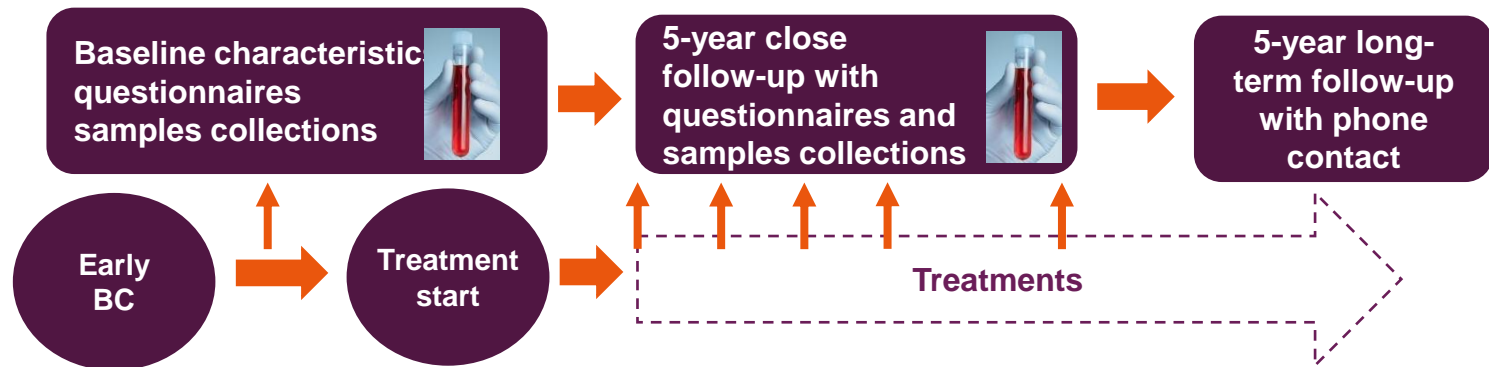 Baseline characteristics
questionnaires
samples collections
5-year close
follow-up with
questionnaires and
samples collections
5-year long-
term follow-up
with phone
contact
Early
BC
Treatment
start
Treatments